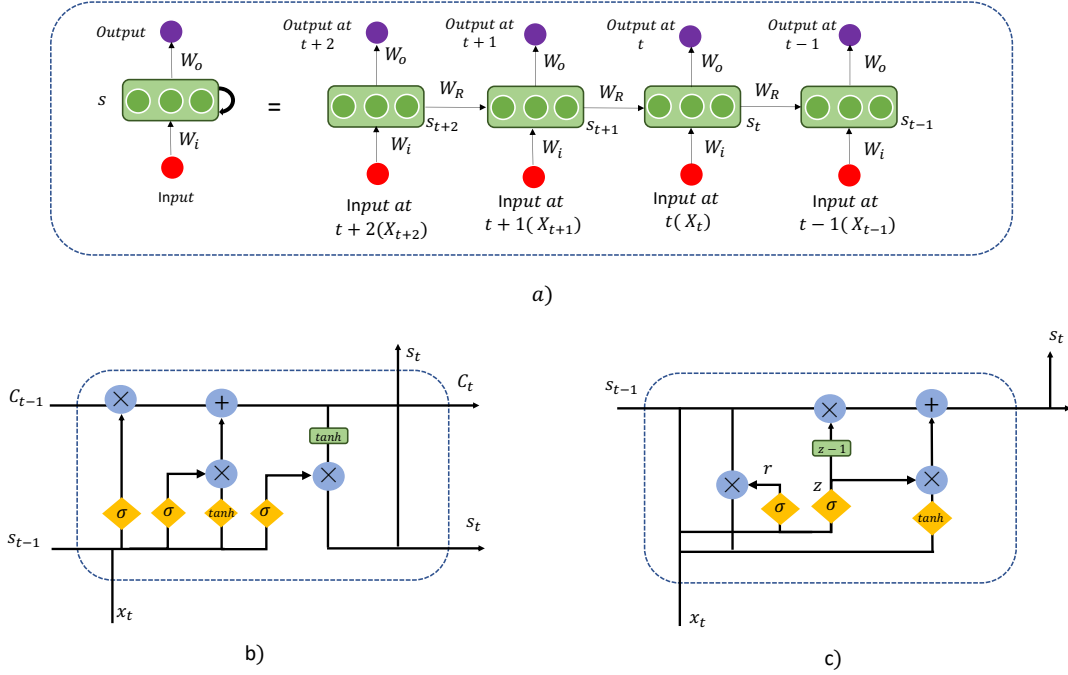 Output
W_o
s
W_i
Input
=
Output at
t + 2
W_o
W_R
s_{t+2}
W_i
Input at
t + 2(X_{t+2})
Output at
t + 1
W_o
W_R
s_{t+1}
W_i
Input at
t + 1( X_{t+1})
Output at
t
W_o
W_R
s_t
W_i
Input at
t( X_t)
Output at
t − 1
W_o
s_{t−1}
W_i
Input at
t − 1( X_{t−1})
a)
s_t
C_{t−1}
×
+
C_t
tanh
×
×
σ
σ
tanh
σ
s_{t−1}
s_t
x_t
b)
s_t
s_{t−1}
×
+
z − 1
r
z
×
×
σ
σ
tanh
x_t
c)